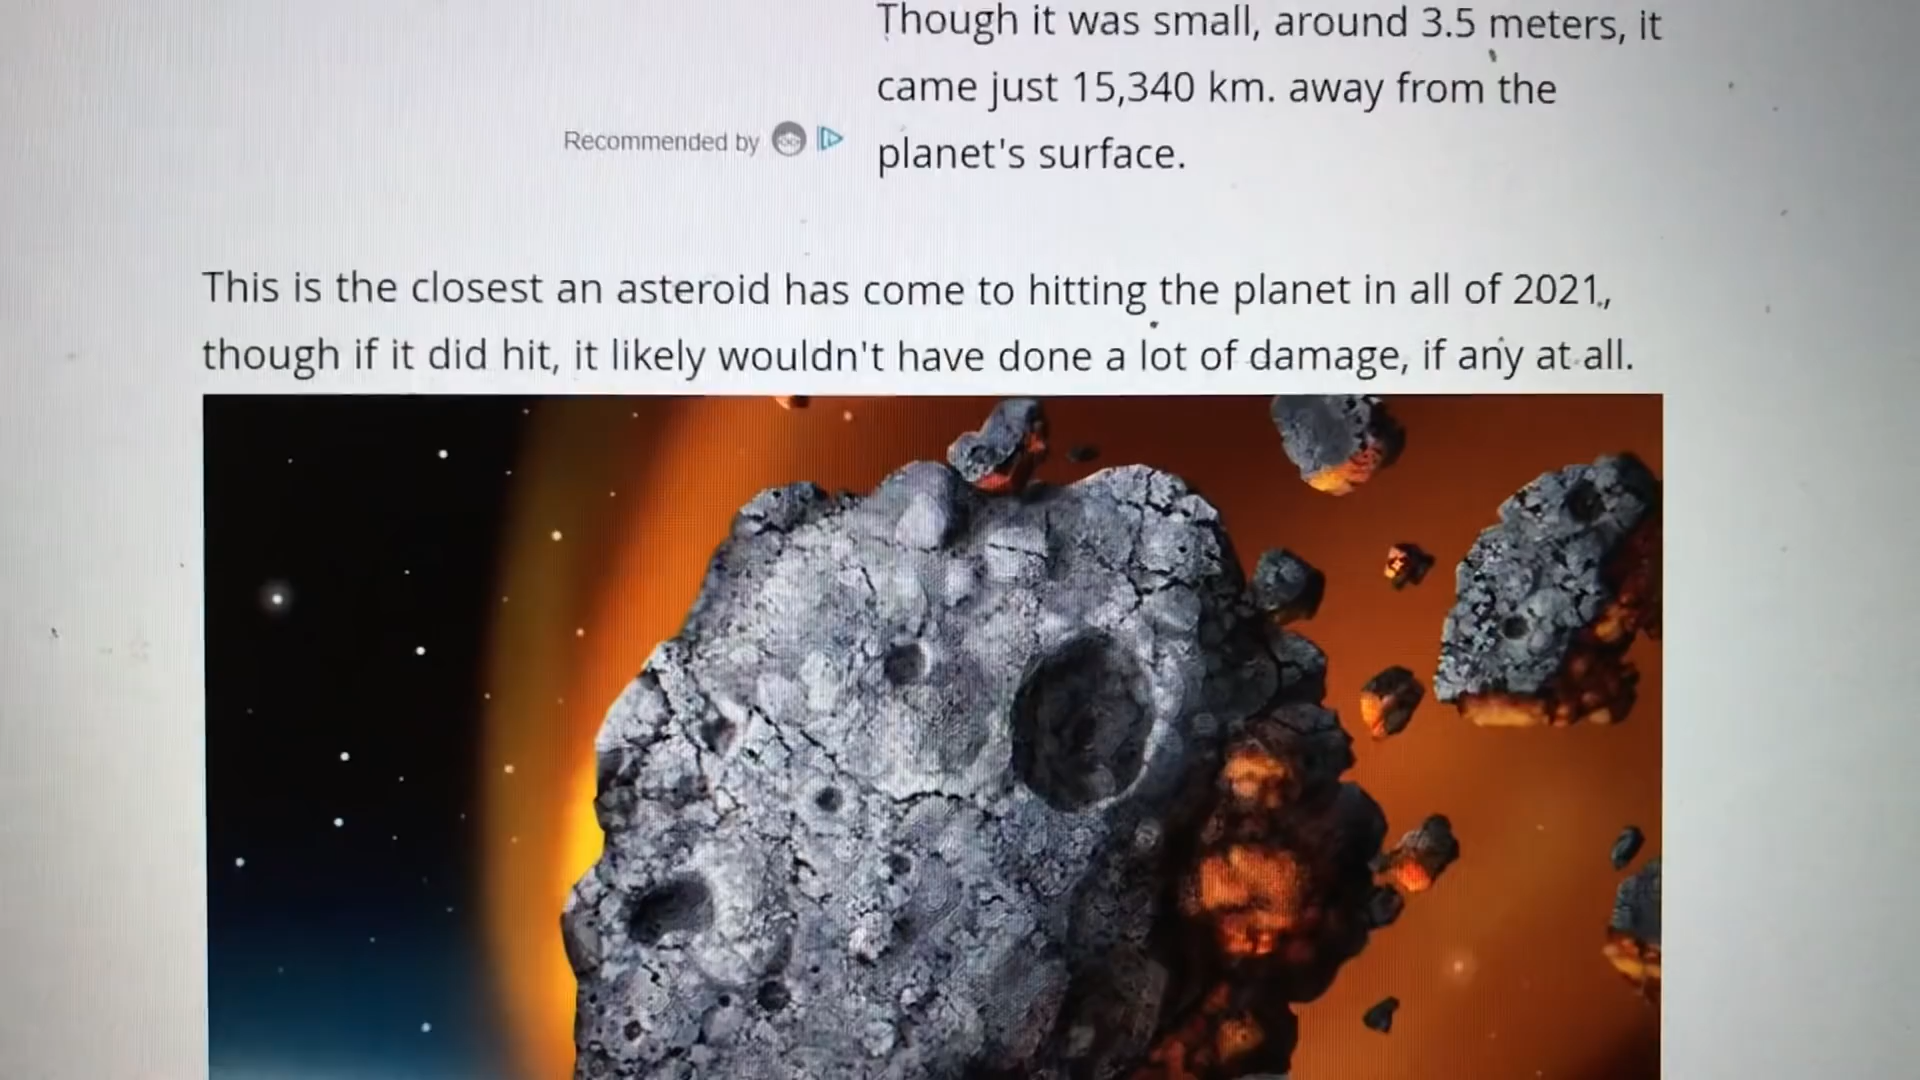 Though it was small, around 3.5 meters, it
came just 15,340 km. away from the
planet's surface.
Recommended by
This is the closest an asteroid has come to hitting the planet in all of 2021,
though if it did hit, it likely wouldn't have done a lot of damage, if any at all.